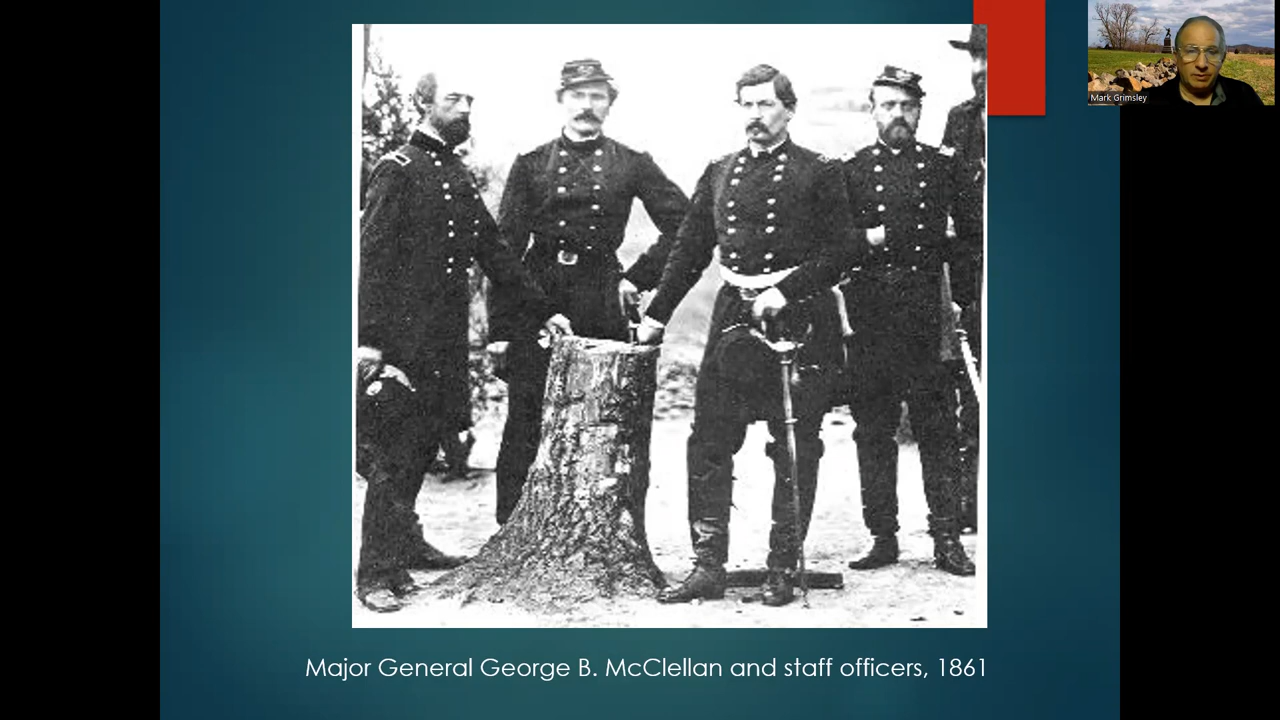 Mark Grimsley
Major General George B. McClellan and staff officers, 1861